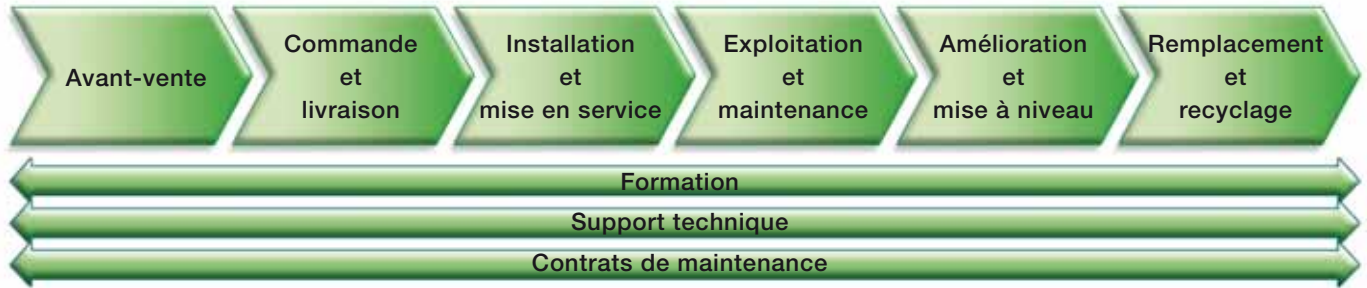 Avant-vente
Commande
et
livraison
Installation
et
mise en service
Exploitation
et
maintenance
Amélioration
et
mise à niveau
Remplacement
et
recyclage
Formation
Support technique
Contrats de maintenance